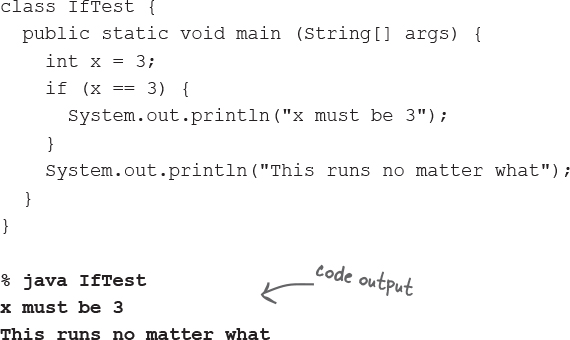 class IfTest {
  public static void main (String[] args) {
    int x = 3;
    if (x == 3) {
      System.out.println("x must be 3");
    }
    System.out.println("This runs no matter what");
  }
}
% java IfTest
code output
x must be 3
This runs no matter what